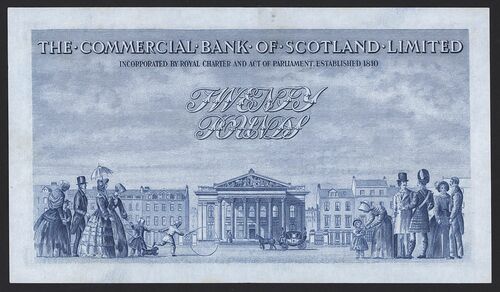 THE·COMMERCIAL·BANK·OF·SCOTLAND·LIMITED
INCORPORATED BY ROYAL CHARTER AND ACT OF PARLIAMENT. ESTABLISHED 1810
TWENTY
POUNDS